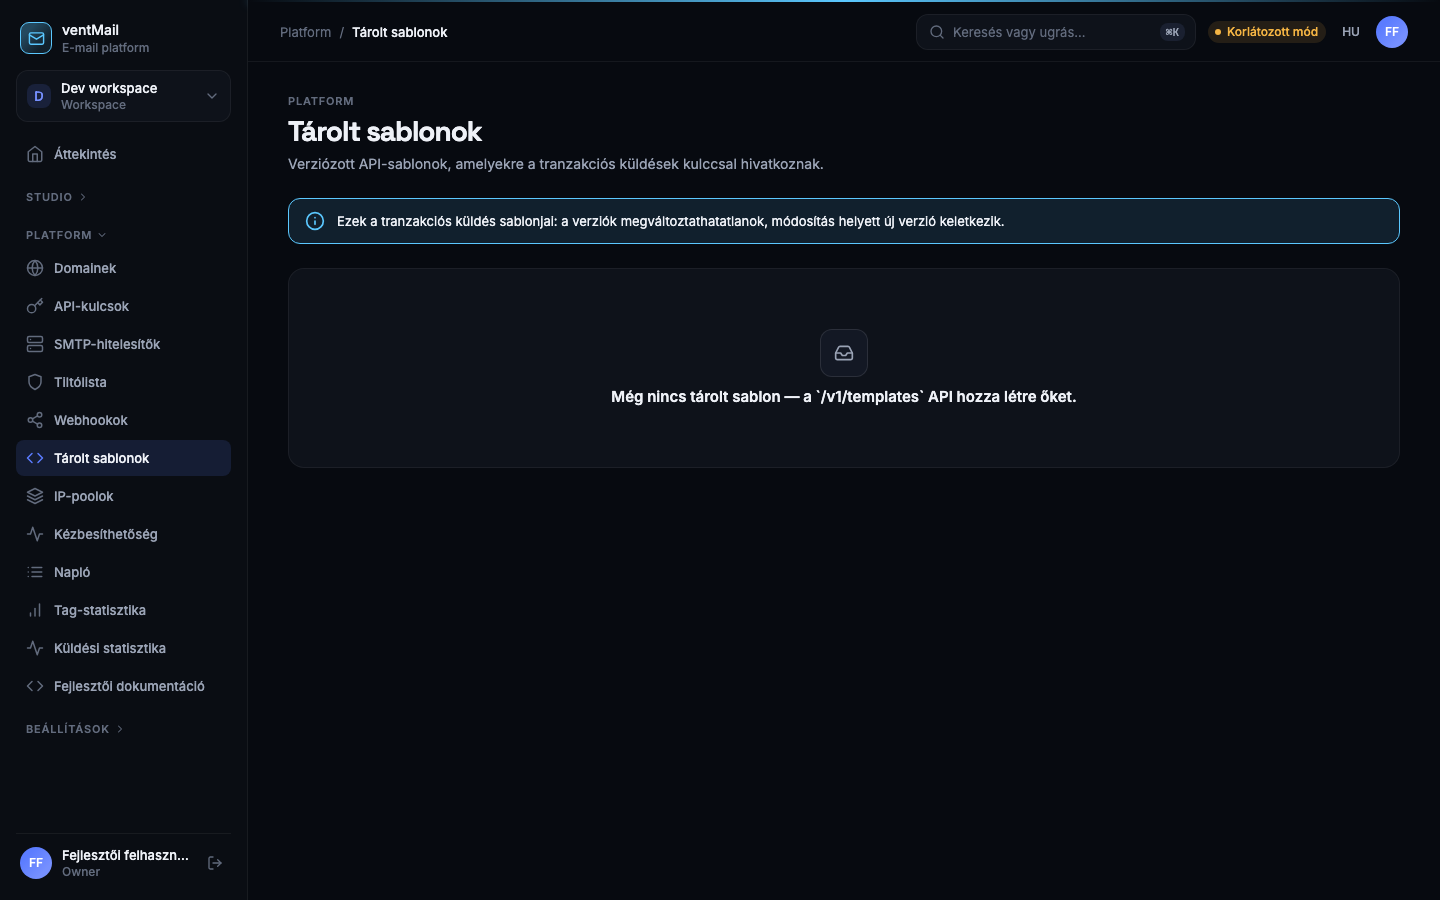 ventMail
E-mail platform
D
Dev workspace
Workspace
Áttekintés
STUDIO
PLATFORM
Domainek
API-kulcsok
SMTP-hitelesítők
Tiltólista
Webhookok
Tárolt sablonok
IP-poolok
Kézbesíthetőség
Napló
Tag-statisztika
Küldési statisztika
Fejlesztői dokumentáció
BEÁLLÍTÁSOK
FF
Fejlesztői felhaszn...
Owner
Platform / Tárolt sablonok
Keresés vagy ugrás...
⌘K
Korlátozott mód
HU
FF
PLATFORM
Tárolt sablonok
Verziózott API-sablonok, amelyekre a tranzakciós küldések kulccsal hivatkoznak.
Ezek a tranzakciós küldés sablonjai: a verziók megváltoztathatatlanok, módosítás helyett új verzió keletkezik.
Még nincs tárolt sablon — a `/v1/templates` API hozza létre őket.